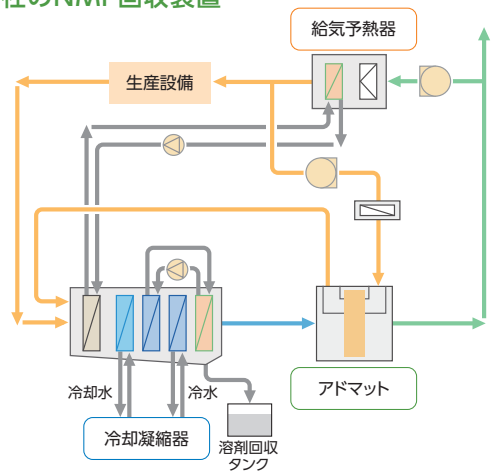 社のNMP回収装置
給気予熱器
生産設備
冷却水
冷水
アドマット
冷却凝縮器
溶剤回収
タンク